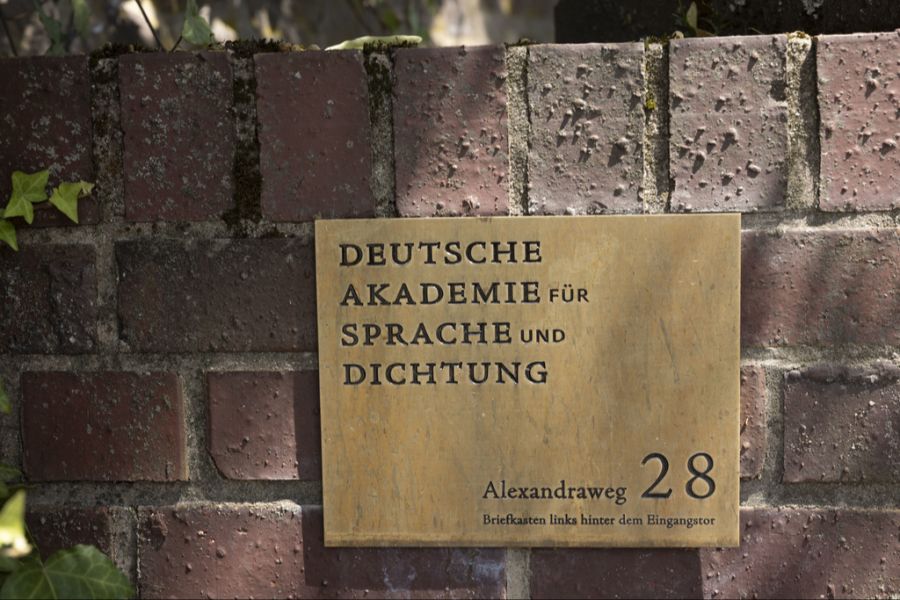 DEUTSCHE
AKADEMIE FÜR
SPRACHE UND
DICHTUNG
Alexandraweg 28
Briefkasten links hinter dem Eingangstor